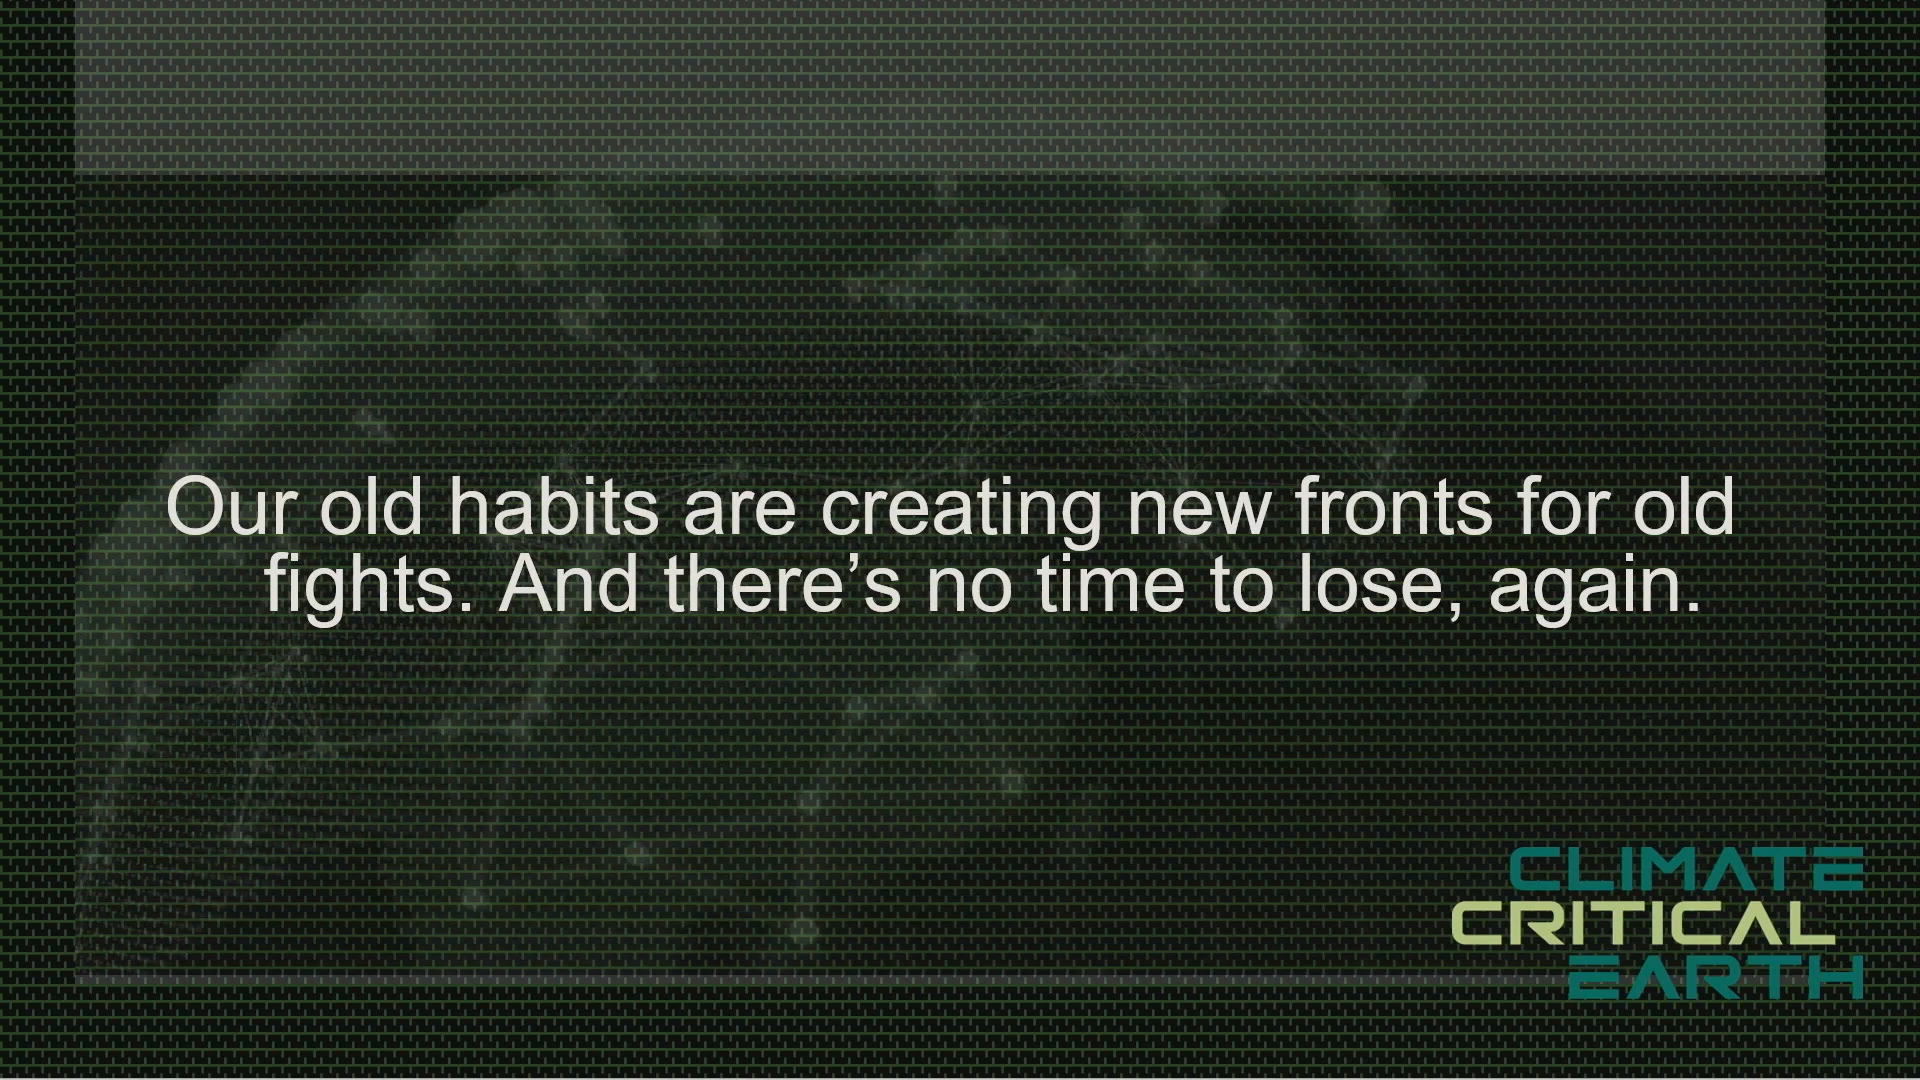 Our old habits are creating new fronts for old
fights. And there’s no time to lose, again.
CLIMATE
CRITICAL
EARTH